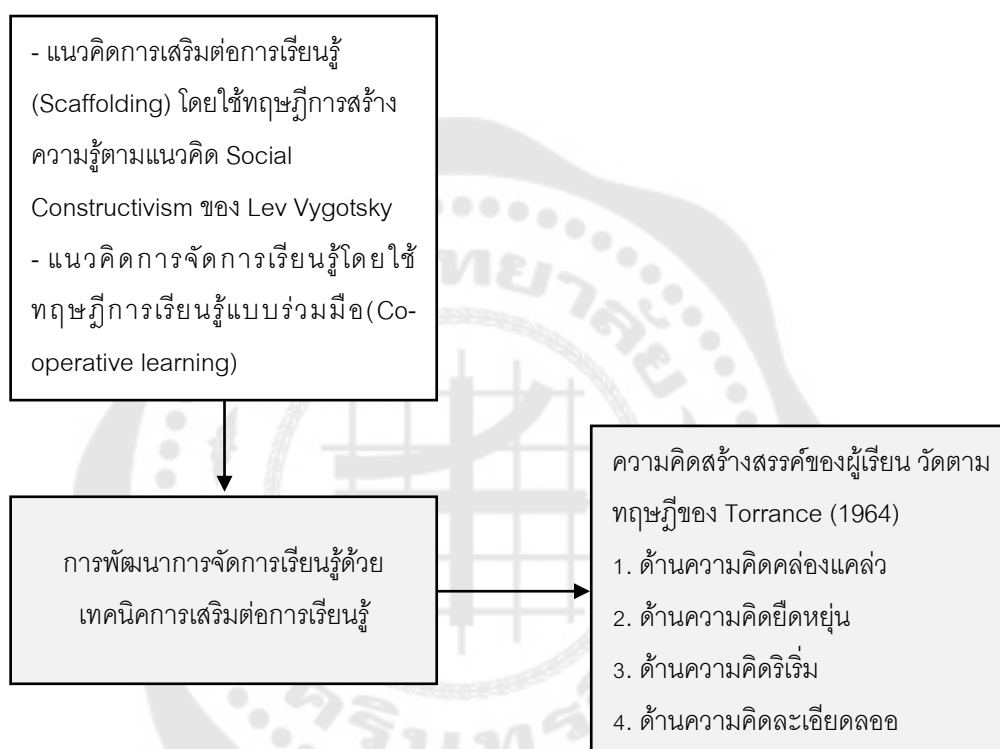 - แนวคิดการเสริมต่อการเรียนรู้
(Scaffolding) โดยใช้ทฤษฎีการสร้าง
ความรู้ตามแนวคิด Social
Constructivism ของ Lev Vygotsky
- แนวคิดการจัดการเรียนรู้โดยใช้
ทฤษฎีการเรียนรู้แบบร่วมมือ(Co-
operative learning)
การพัฒนาการจัดการเรียนรู้ด้วย
เทคนิคการเสริมต่อการเรียนรู้
ความคิดสร้างสรรค์ของผู้เรียน วัดตาม
ทฤษฎีของ Torrance (1964)
1. ด้านความคิดคล่องแคล่ว
2. ด้านความคิดยืดหยุ่น
3. ด้านความคิดริเริ่ม
4. ด้านความคิดละเอียดลออ